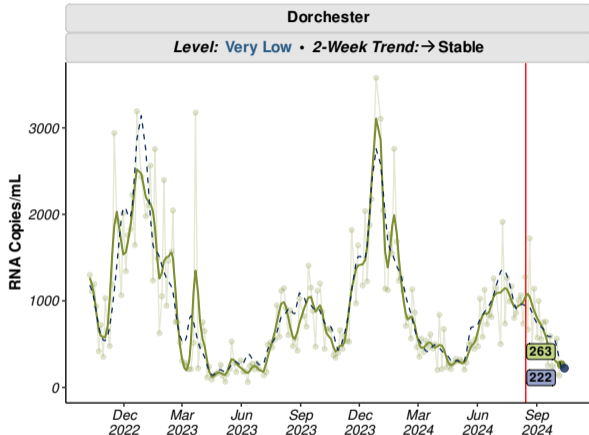 Dorchester
Level: Very Low • 2-Week Trend: → Stable
RNA Copies/mL
3000
2000
1000
0
263
222
Dec 2022
Mar 2023
Jun 2023
Sep 2023
Dec 2023
Mar 2024
Jun 2024
Sep 2024